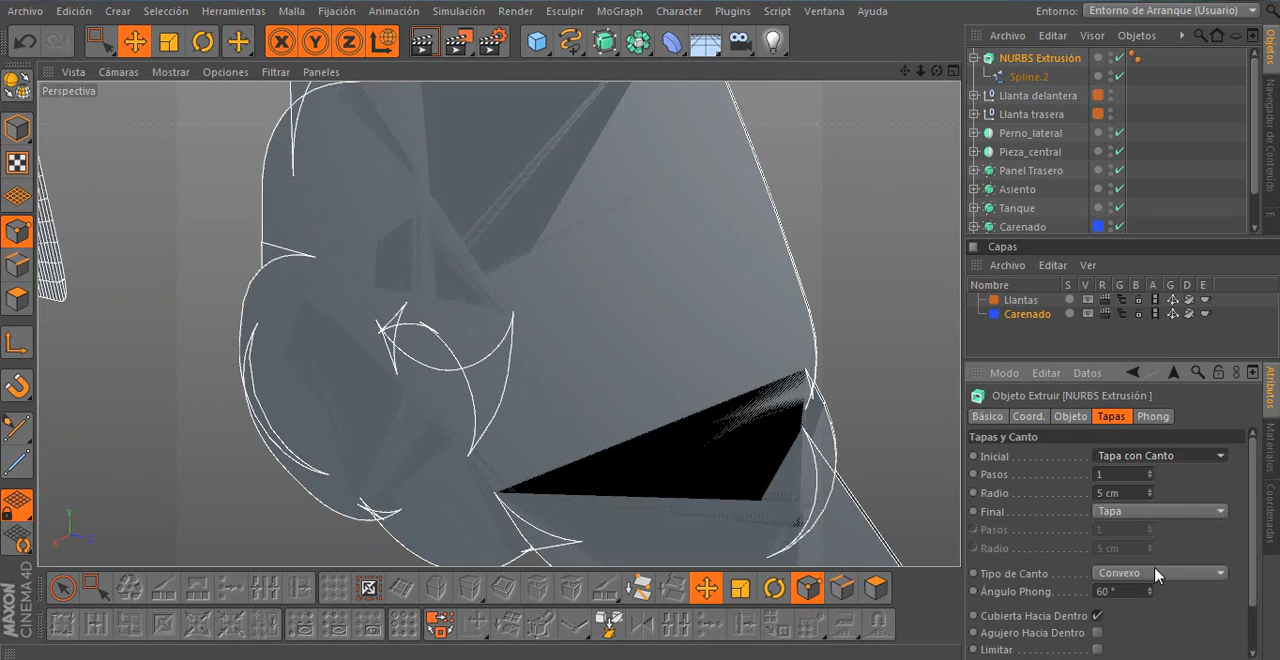 Archivo Editar Crear Selección Herramientas Malla Fijación Animación Simulación Render Esculpir MoGraph Character Plugins Script Ventana Ayuda Entorno: Entorno de Arranque (Usuario)
X Y Z
Vista Cámaras Mostrar Opciones Filtrar Paneles
Perspectiva
Y
X Z
MAXON
CINEMA 4D
Archivo Editar Visor Objetos
NURBS Extrusión
Spline.2
Llanta delantera
Llanta trasera
Perno_lateral
Pieza_central
Panel Trasero
Asiento
Tanque
Carenado
Objetos
Navegador de Contenido
E
Capas
Archivo Editar Ver
Nombre S V R G B A G D E
Llantas
Carenado
Modo Editar Datos
Objeto Extruir [NURBS Extrusión ]
Básico Coord. Objeto Tapas Phong
Tapas y Canto
Inicial Tapa con Canto
Pasos 1
Radio 5 cm
Final Tapa
Pasos 1
Radio 5 cm
Tipo de Canto Convexo
Ángulo Phong. 60 °
Cubierta Hacia Dentro
Agujero Hacia Dentro
Limitar
Atributos
Materiales
Coordenadas